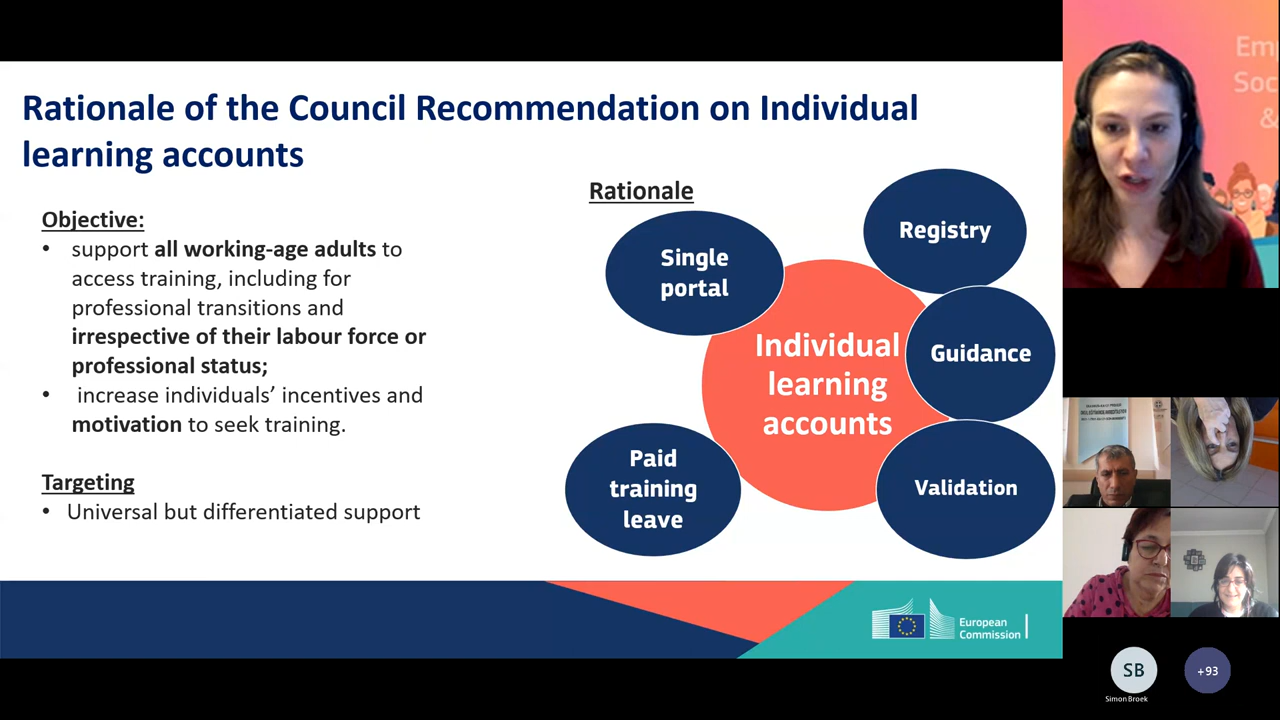 Rationale of the Council Recommendation on Individual
learning accounts
Objective:
• support all working-age adults to
access training, including for
professional transitions and
irrespective of their labour force or
professional status;
• increase individuals’ incentives and
motivation to seek training.
Targeting
• Universal but differentiated support
Rationale
Single
portal
Registry
Individual
learning
accounts
Guidance
Paid
training
leave
Validation
European
Commission
Em
Soc
&
SB
Simon Broek
+93